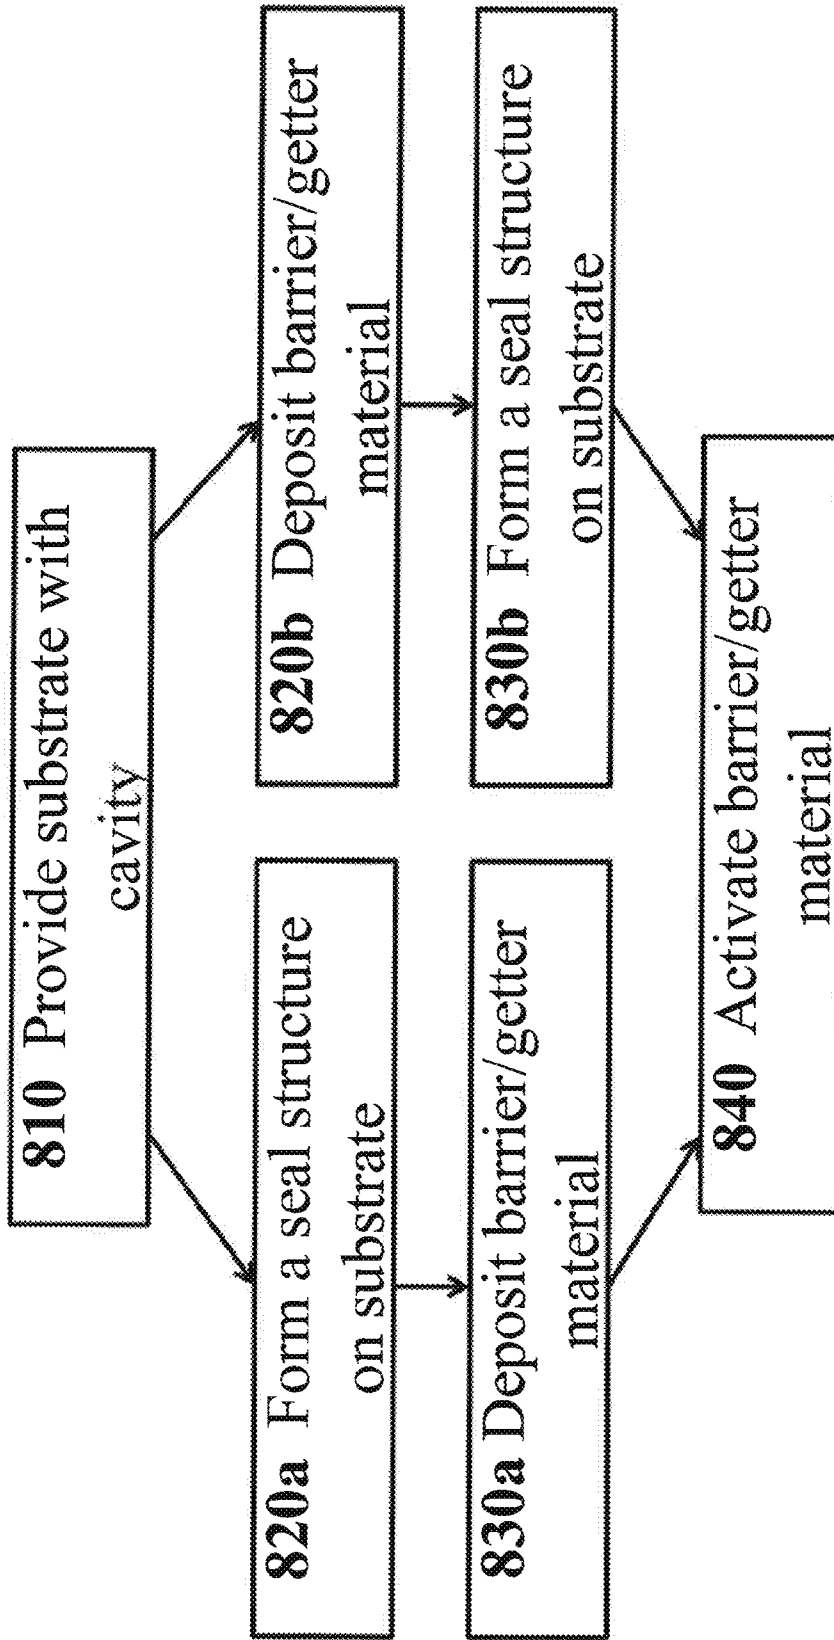 810 Provide substrate with
cavity
820a Form a seal structure
on substrate
820b Deposit barrier/getter
material
830a Deposit barrier/getter
material
830b Form a seal structure
on substrate
840 Activate barrier/getter
material